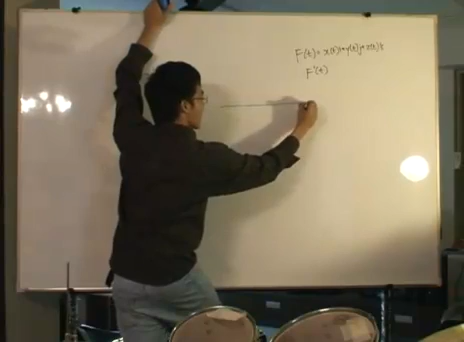 F(t) = x(t)i + y(t)j + z(t)k
F'(t)